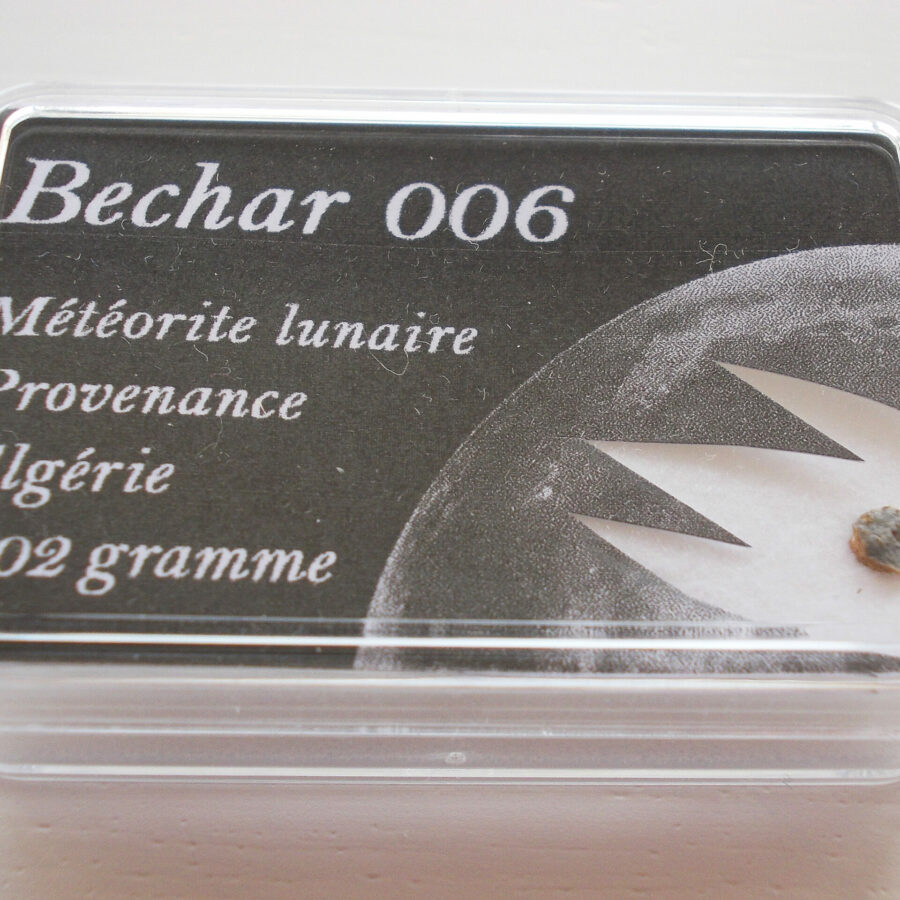 Bechar 006
Météorite lunaire
Provenance
lgérie
02 gramme